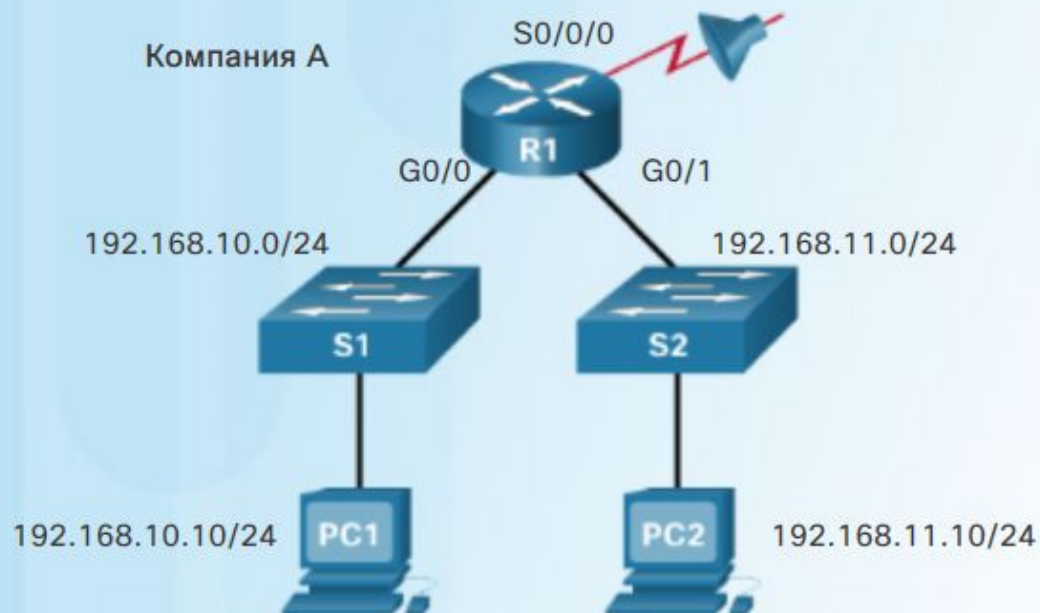 Компания A
S0/0/0
R1
G0/0
G0/1
192.168.10.0/24
192.168.11.0/24
S1
S2
192.168.10.10/24
PC1
PC2
192.168.11.10/24